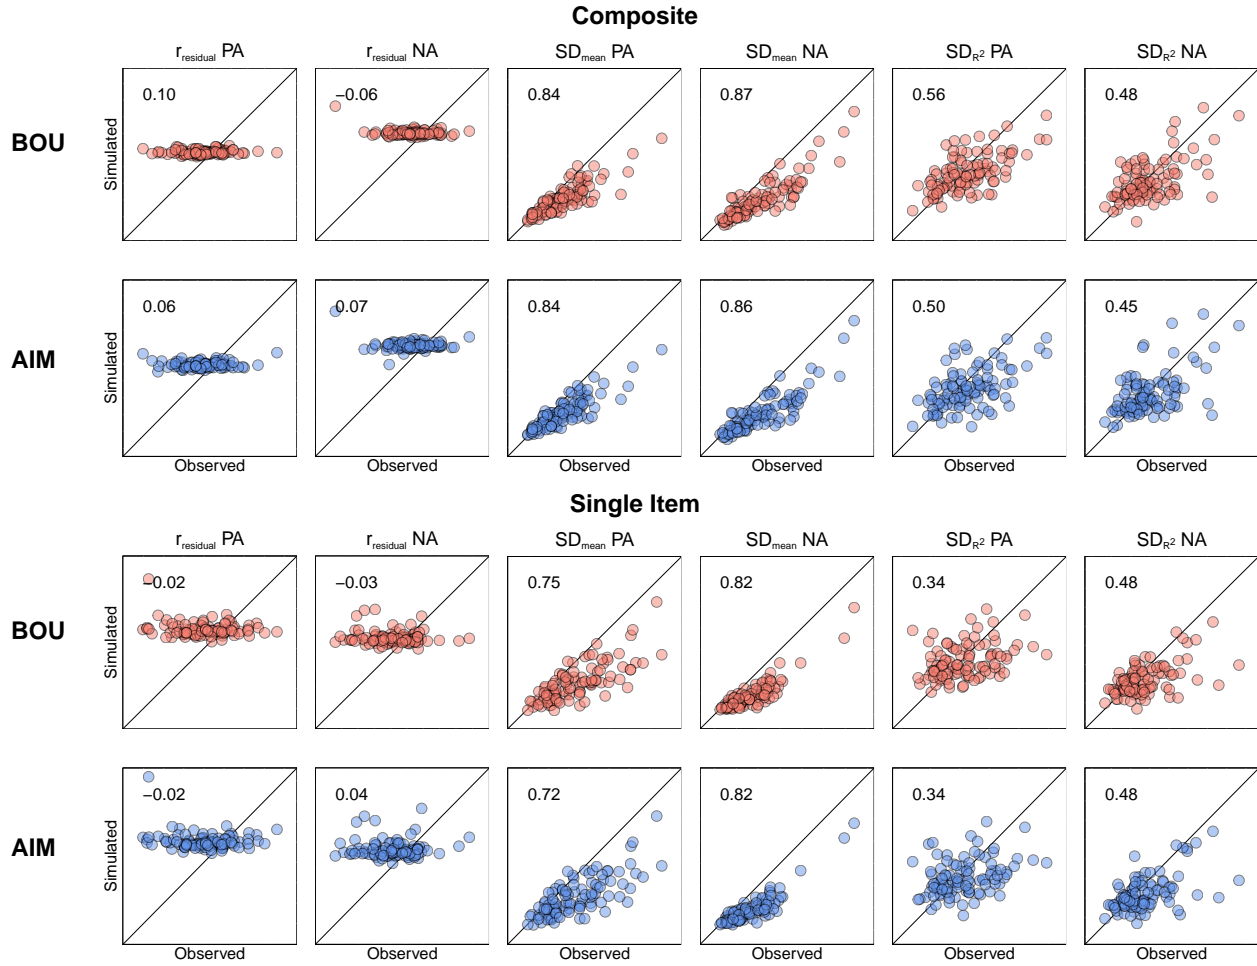 Composite
r_residual PA r_residual NA SD_mean PA SD_mean NA SD_R² PA SD_R² NA
BOU
Simulated
0.10 −0.06 0.84 0.87 0.56 0.48
AIM
Simulated
0.06 0.07 0.84 0.86 0.50 0.45
Observed Observed Observed Observed Observed Observed
Single Item
r_residual PA r_residual NA SD_mean PA SD_mean NA SD_R² PA SD_R² NA
BOU
Simulated
−0.02 −0.03 0.75 0.82 0.34 0.48
AIM
Simulated
−0.02 0.04 0.72 0.82 0.34 0.48
Observed Observed Observed Observed Observed Observed